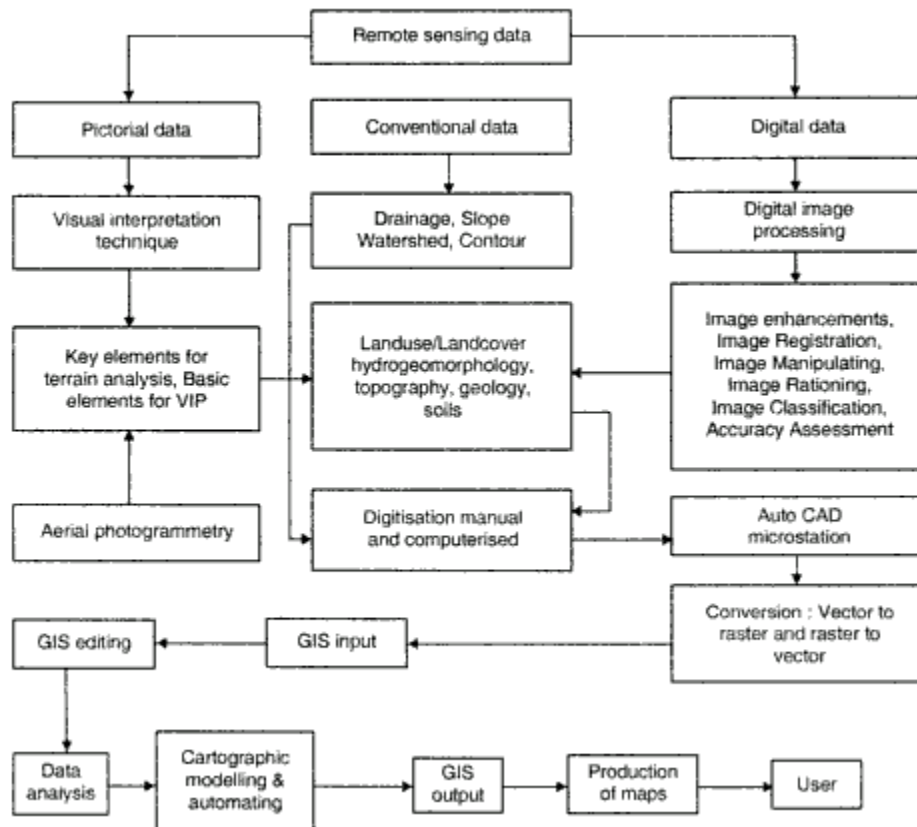 Remote sensing data
Pictorial data
Conventional data
Digital data
Visual interpretation
technique
Drainage, Slope
Watershed, Contour
Digital image
processing
Key elements for
terrain analysis, Basic
elements for VIP
Landuse/Landcover
hydrogeomorphology,
topography, geology,
soils
Image enhancements,
Image Registration,
Image Manipulating,
Image Rationing,
Image Classification,
Accuracy Assessment
Aerial photogrammetry
Digitisation manual
and computerised
Auto CAD
microstation
GIS editing
GIS input
Conversion : Vector to
raster and raster to
vector
Data
analysis
Cartographic
modelling &
automating
GIS
output
Production
of maps
User